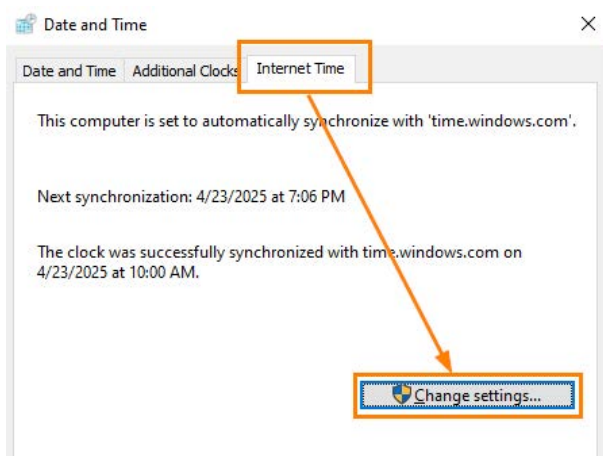 Date and Time
Date and Time Additional Clocks Internet Time
This computer is set to automatically synchronize with 'time.windows.com'.
Next synchronization: 4/23/2025 at 7:06 PM
The clock was successfully synchronized with time.windows.com on
4/23/2025 at 10:00 AM.
Change settings...